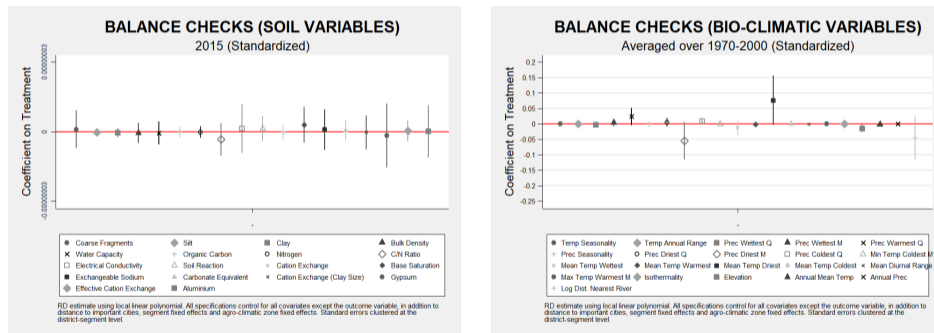 BALANCE CHECKS (SOIL VARIABLES)
2015 (Standardized)
Coefficient on Treatment
0.00000003
0
-0.00000003
.
Coarse Fragments
Silt
Clay
Bulk Density
Water Capacity
Organic Carbon
Nitrogen
C/N Ratio
Electrical Conductivity
Soil Reaction
Cation Exchange
Base Saturation
Exchangeable Sodium
Carbonate Equivalent
Cation Exchange (Clay Size)
Gypsum
Effective Cation Exchange
Aluminum
RD estimate using local linear polynomial. All specifications control for all covariates except the outcome variable, in addition to
distance to important cities, segment fixed effects and agro-climatic zone fixed effects. Standard errors clustered at the
district-segment level.
BALANCE CHECKS (BIO-CLIMATIC VARIABLES)
Averaged over 1970-2000 (Standardized)
Coefficient on Treatment
0.2
0.15
0.1
0.05
0
-0.05
-0.1
-0.15
-0.2
-0.25
.
Temp Seasonality
Temp Annual Range
Prec Wettest Q
Prec Wettest M
Prec Warmest Q
Prec Seasonality
Prec Driest Q
Prec Driest M
Prec Coldest Q
Min Temp Coldest M
Mean Temp Wettest
Mean Temp Warmest
Mean Temp Driest
Mean Temp Coldest
Mean Diurnal Range
Max Temp Warmest M
Isothermality
Elevation
Annual Mean Temp
Annual Prec
Log Dist. Nearest River
RD estimate using local linear polynomial. All specifications control for all covariates except the outcome variable, in addition to
distance to important cities, segment fixed effects and agro-climatic zone fixed effects. Standard errors clustered at the
district-segment level.